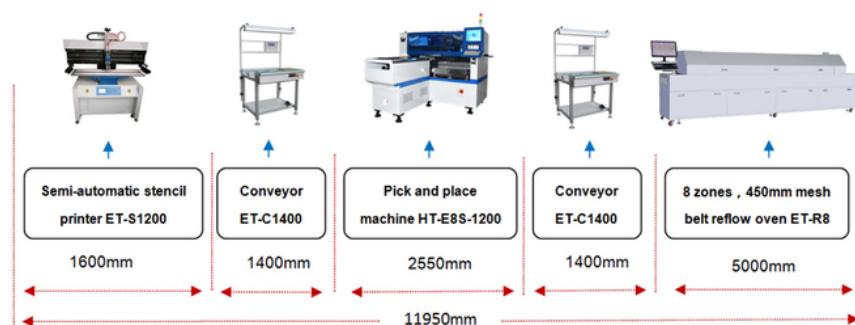 Semi-automatic stencil
printer ET-S1200
Conveyor
ET-C1400
Pick and place
machine HT-E8S-1200
Conveyor
ET-C1400
8 zones，450mm mesh
belt reflow oven ET-R8
1600mm
1400mm
2550mm
1400mm
5000mm
11950mm